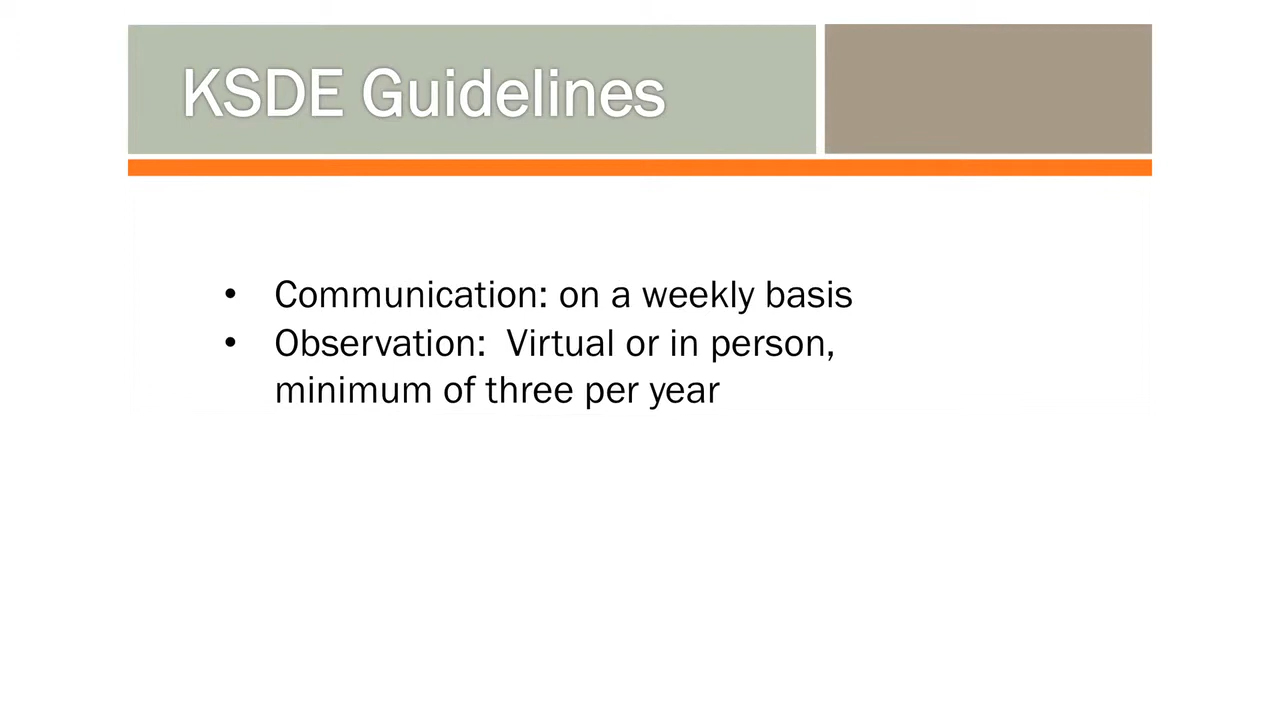 KSDE Guidelines
• Communication: on a weekly basis
• Observation:  Virtual or in person,
minimum of three per year